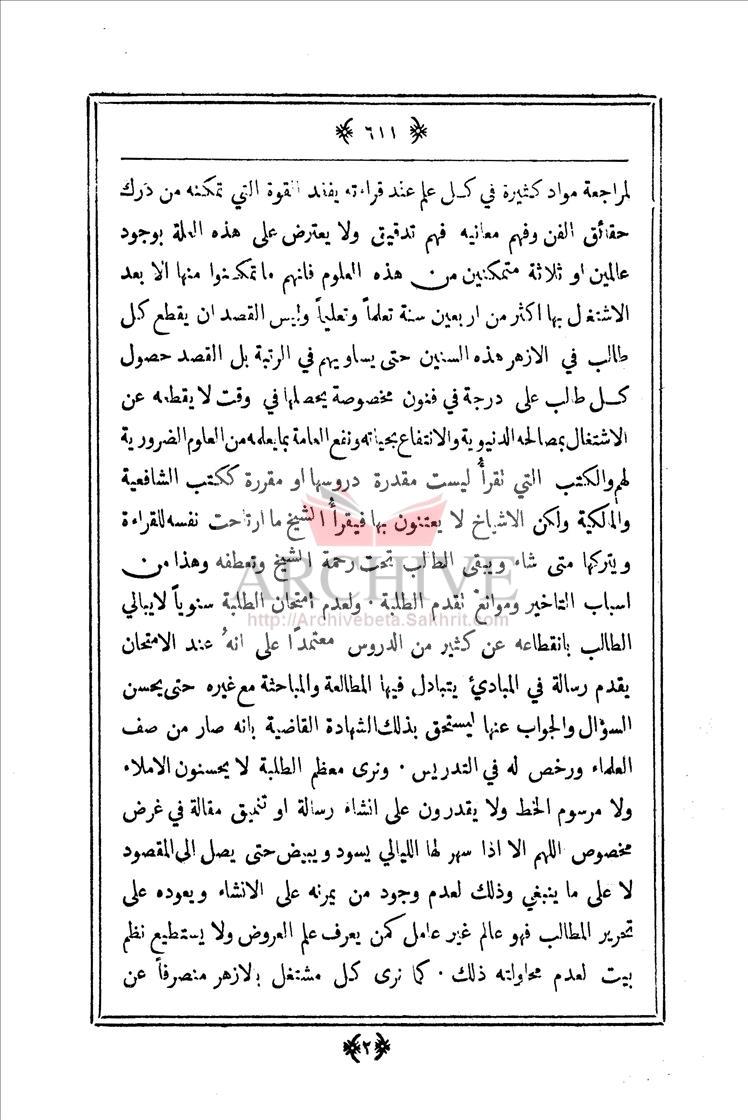 ٦١١
لمراجعة مواد كثيرة في كل علم عند قراءته يفقد القوة التي تمكنه من درك
حقائق الفن وفهم معانيه فهم تدقيق ولا يعترض على هذه العلة بوجود
عالمين او ثلاثة متمكنين من هذه العلوم فانهم ما تمكنوا منها الا بعد
الاشتغال بها اكثر من اربعين سنة تعلماً وتعليماً وليس القصد ان يقطع كل
طالب في الازهر هذه السنين حتى يساويهم في الرتبة بل القصد حصول
كل طالب على درجة في فنون مخصوصة يحصلها في وقت لا يقطعه عن
الاشتغال بمصالحه الدنيوية والانتفاع بحياته ونفع العامة بما يعلمه من العلوم الضرورية
لهم والكتب التي تقرأُ ليست مقدرة دروسها او مقررة ككتب الشافعية
والمالكية ولكن الاشياخ لا يعتنون بها فيقرأُ الشيخ ما ارتاحت نفسه للقراءة
ويتركها متى شاء ويبقى الطالب تحت رحمة الشيخ وتعطفه وهذا من
اسباب التاخير وموانع تقدم الطلبة ٠ ولعدم امتحان الطلبة سنوياً لايبالي
الطالب بانقطاعه عن كثير من الدروس معتمدًا على انهُ عند الامتحان
يقدم رسالة في المبادئ يتبادل فيها المطالعة والمباحثة مع غيره حتى يحسن
السؤال والجواب عنها ليستحق بذلك الشهادة القاضية بانه صار من صف
العلماء ورخص له في التدريس ٠ ونرى معظم الطلبة لا يحسنون الاملاء
ولا مرسوم الخط ولا يقدرون على انشاء رسالة او تنميق مقالة في غرض
مخصوص اللهم الا اذا سهر لها الليالي يسود ويبيض حتى يصل الى المقصود
لا على ما ينبغي وذلك لعدم وجود من يمرنه على الانشاء ويعوده على
تحرير المطالب فهو عالم غير عامل كمن يعرف علم العروض ولا يستطيع نظم
بيت لعدم محاولته ذلك ٠ كما نرى كل مشتغل بالازهر منصرفاً عن
٢
ARCHIVE
http://Archivebeta.Sakhrit.com